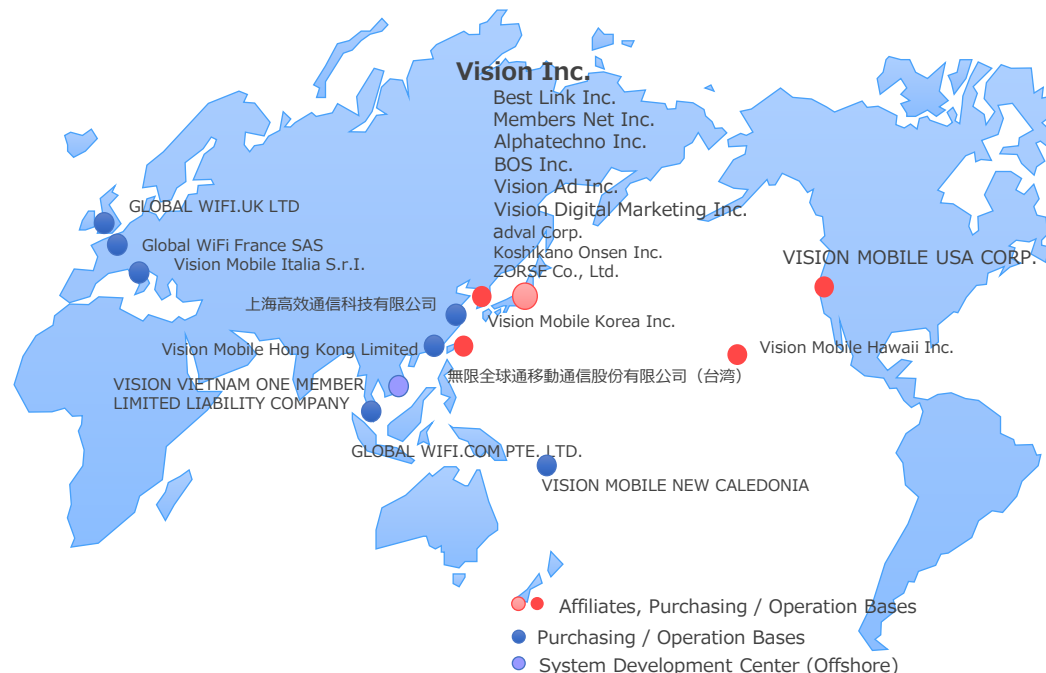 Vision Inc.
Best Link Inc.
Members Net Inc.
Alphatechno Inc.
BOS Inc.
Vision Ad Inc.
Vision Digital Marketing Inc.
adval Corp.
Koshikano Onsen Inc.
ZORSE Co., Ltd.
GLOBAL WIFI.UK LTD
Global WiFi France SAS
Vision Mobile Italia S.r.I.
VISION MOBILE USA CORP.
上海高效通信科技有限公司
Vision Mobile Korea Inc.
Vision Mobile Hong Kong Limited
Vision Mobile Hawaii Inc.
無限全球通移動通信股份有限公司（台湾）
VISION VIETNAM ONE MEMBER
LIMITED LIABILITY COMPANY
GLOBAL WIFI.COM PTE. LTD.
VISION MOBILE NEW CALEDONIA
Affiliates, Purchasing / Operation Bases
Purchasing / Operation Bases
System Development Center (Offshore)